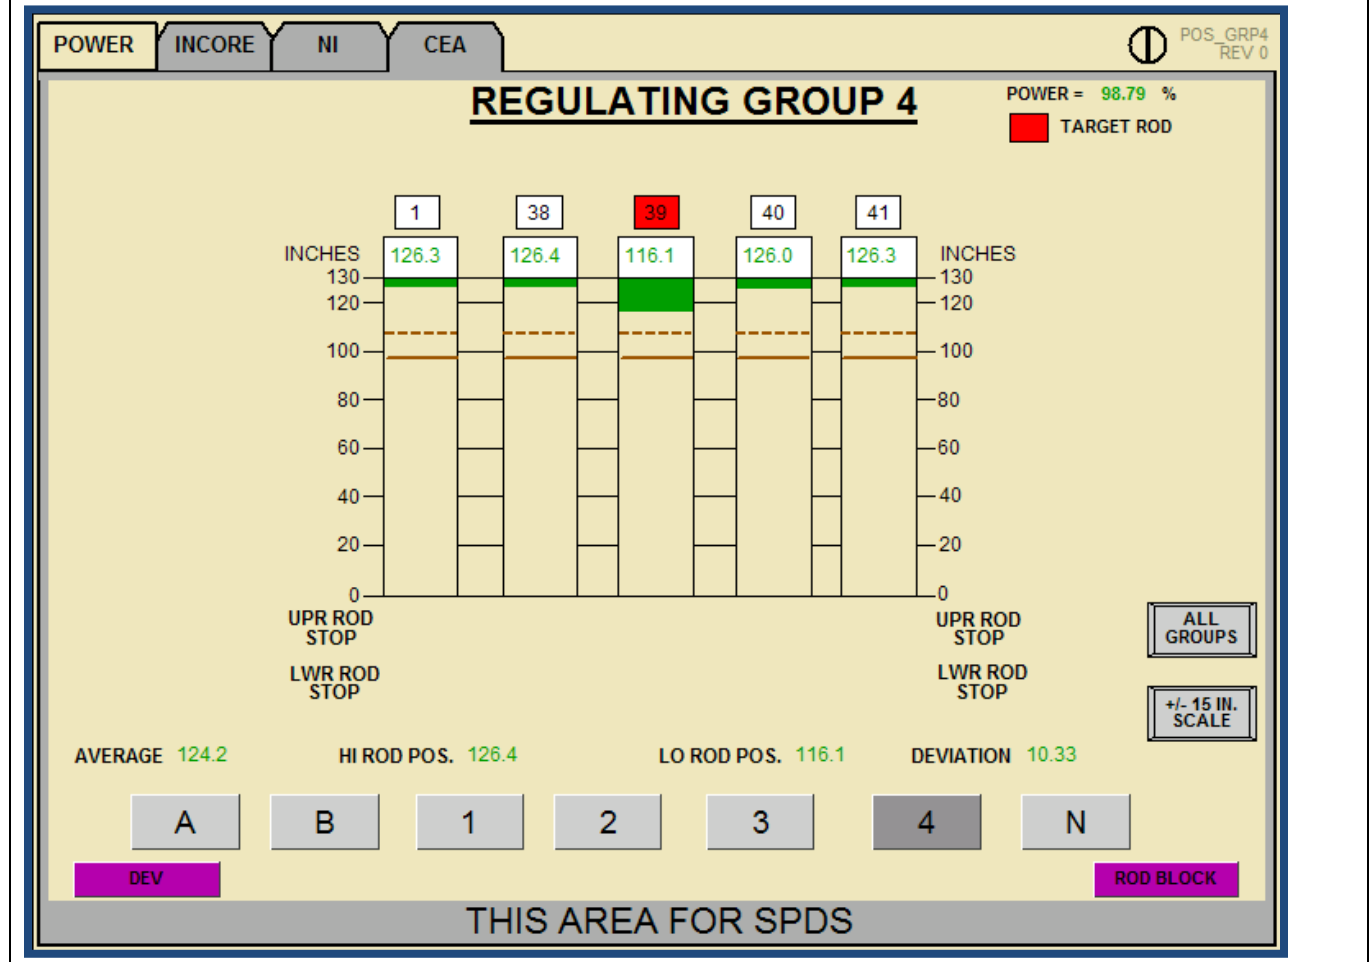 POWER INCORE NI CEA
POS_GRP4
REV 0
REGULATING GROUP 4
POWER = 98.79 %
TARGET ROD
1 38 39 40 41
INCHES 126.3 126.4 116.1 126.0 126.3 INCHES
130 130
120 120
100 100
80 80
60 60
40 40
20 20
0 0
UPR ROD
STOP
UPR ROD
STOP
LWR ROD
STOP
LWR ROD
STOP
ALL
GROUPS
+/- 15 IN.
SCALE
AVERAGE 124.2 HI ROD POS. 126.4 LO ROD POS. 116.1 DEVIATION 10.33
A B 1 2 3 4 N
DEV ROD BLOCK
THIS AREA FOR SPDS